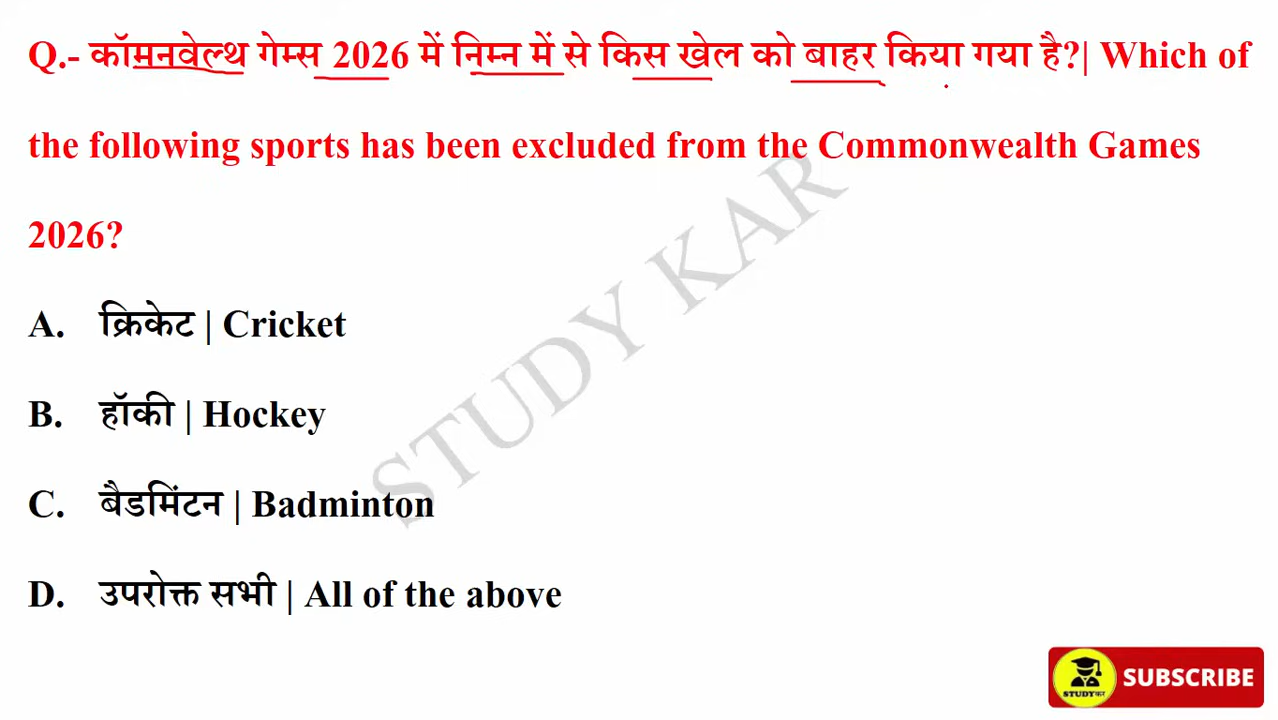 Q.- कॉमनवेल्थ गेम्स 2026 में निम्न में से किस खेल को बाहर किया गया है?| Which of
the following sports has been excluded from the Commonwealth Games
2026?
A. क्रिकेट | Cricket
B. हॉकी | Hockey
C. बैडमिंटन | Badminton
D. उपरोक्त सभी | All of the above
STUDY KAR
STUDYकर
SUBSCRIBE